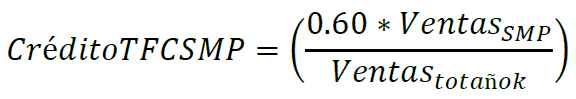 CréditoTFCSMP = (0.60 * Ventas_SMP / Ventas_totañok)